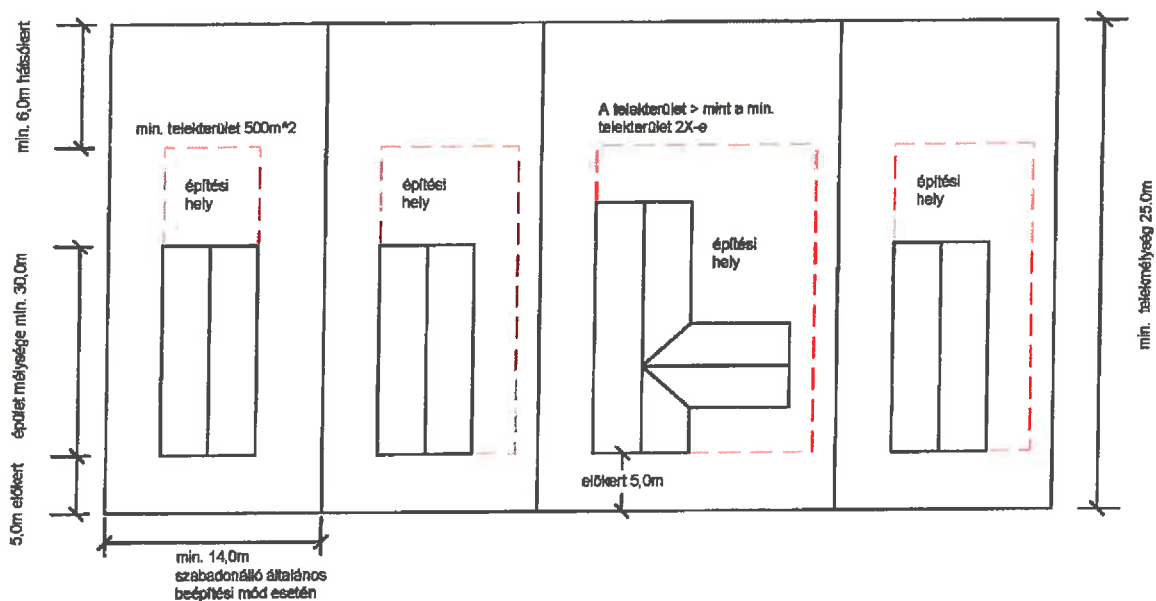 min. 6,0m hátsókert
épület mélysége min. 30,0m
5,0m előkert
min. telekterület 500m*2
építési
hely
építési
hely
A telekterület > mint a min.
telekterület 2X-e
építési
hely
építési
hely
előkert 5,0m
min. 14,0m
szabadonálló általános
beépítési mód esetén
min. telekmélység 25.0m